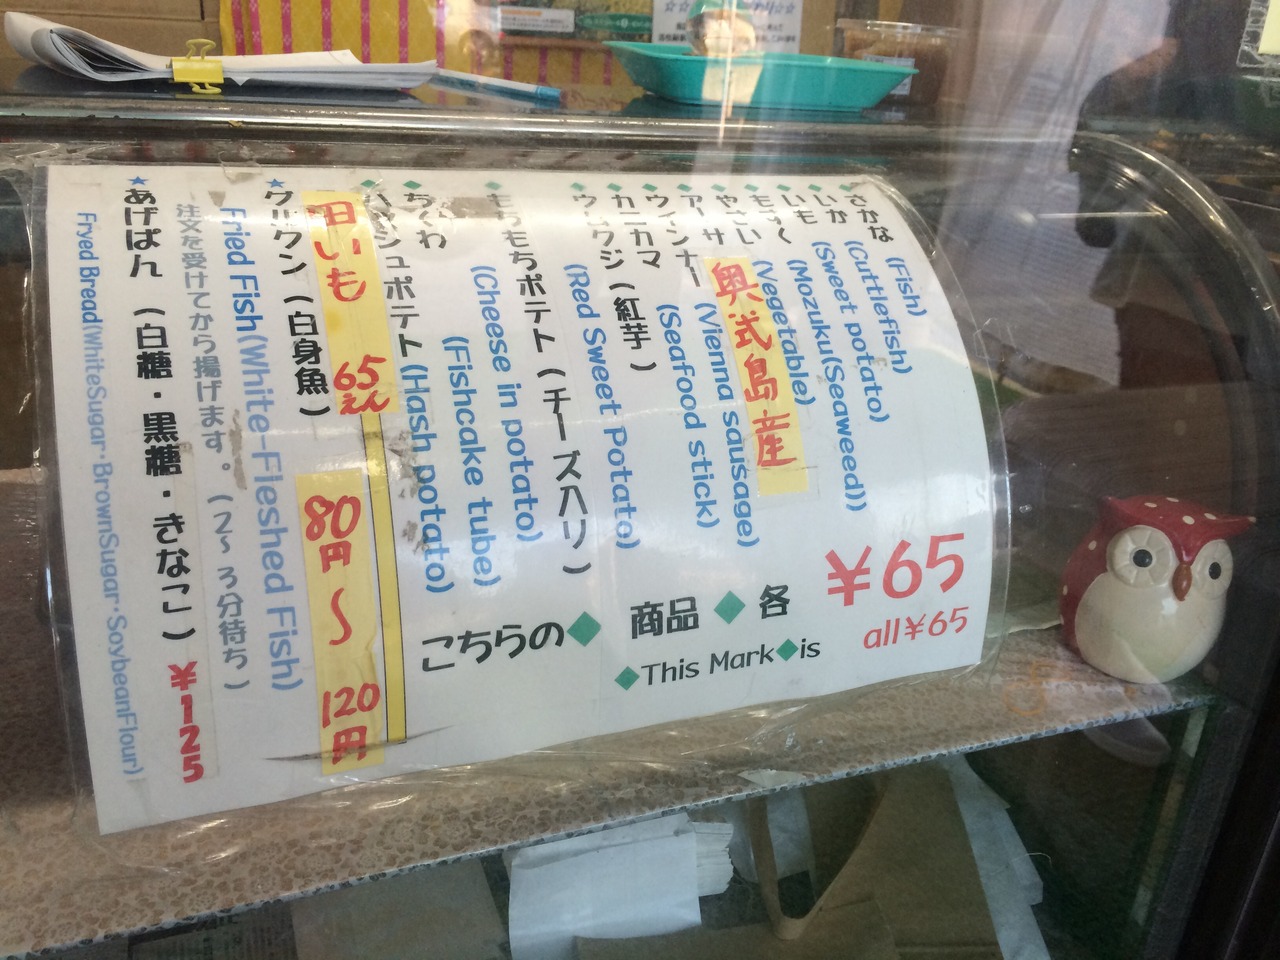 さかな (Fish)
いか (Cuttlefish)
いも (Sweet potato)
もずく (Mozuku(Seaweed))
やさい (Vegetable)
奥武島産
アーサ
ウィンナー (Vienna sausage)
カニカマ (Seafood stick)
ウムクジ (紅芋)
(Red Sweet Potato)
もちもちポテト (チーズ入り)
(Cheese in potato)
ちくわ (Fishcake tube)
ハッシュポテト (Hash potato)
こちらの◆商品◆各 ¥65
◆This Mark◆is all¥65
田いも 65えん
★グルクン (白身魚) 80円~120円
Fried Fish(White-Fleshed Fish)
注文を受けてから揚げます。(2~3分待ち)
★あげぱん (白糖・黒糖・きなこ) ¥125
Fryed Bread(WhiteSugar・BrownSugar・SoybeanFlour)